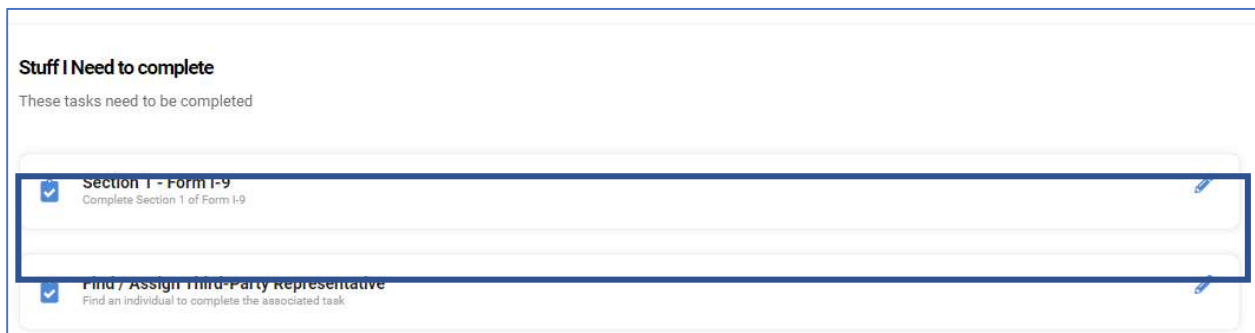 Stuff I Need to complete
These tasks need to be completed
Section 1 - Form I-9
Complete Section 1 of Form I-9
Find / Assign Third-Party Representative
Find an individual to complete the associated task